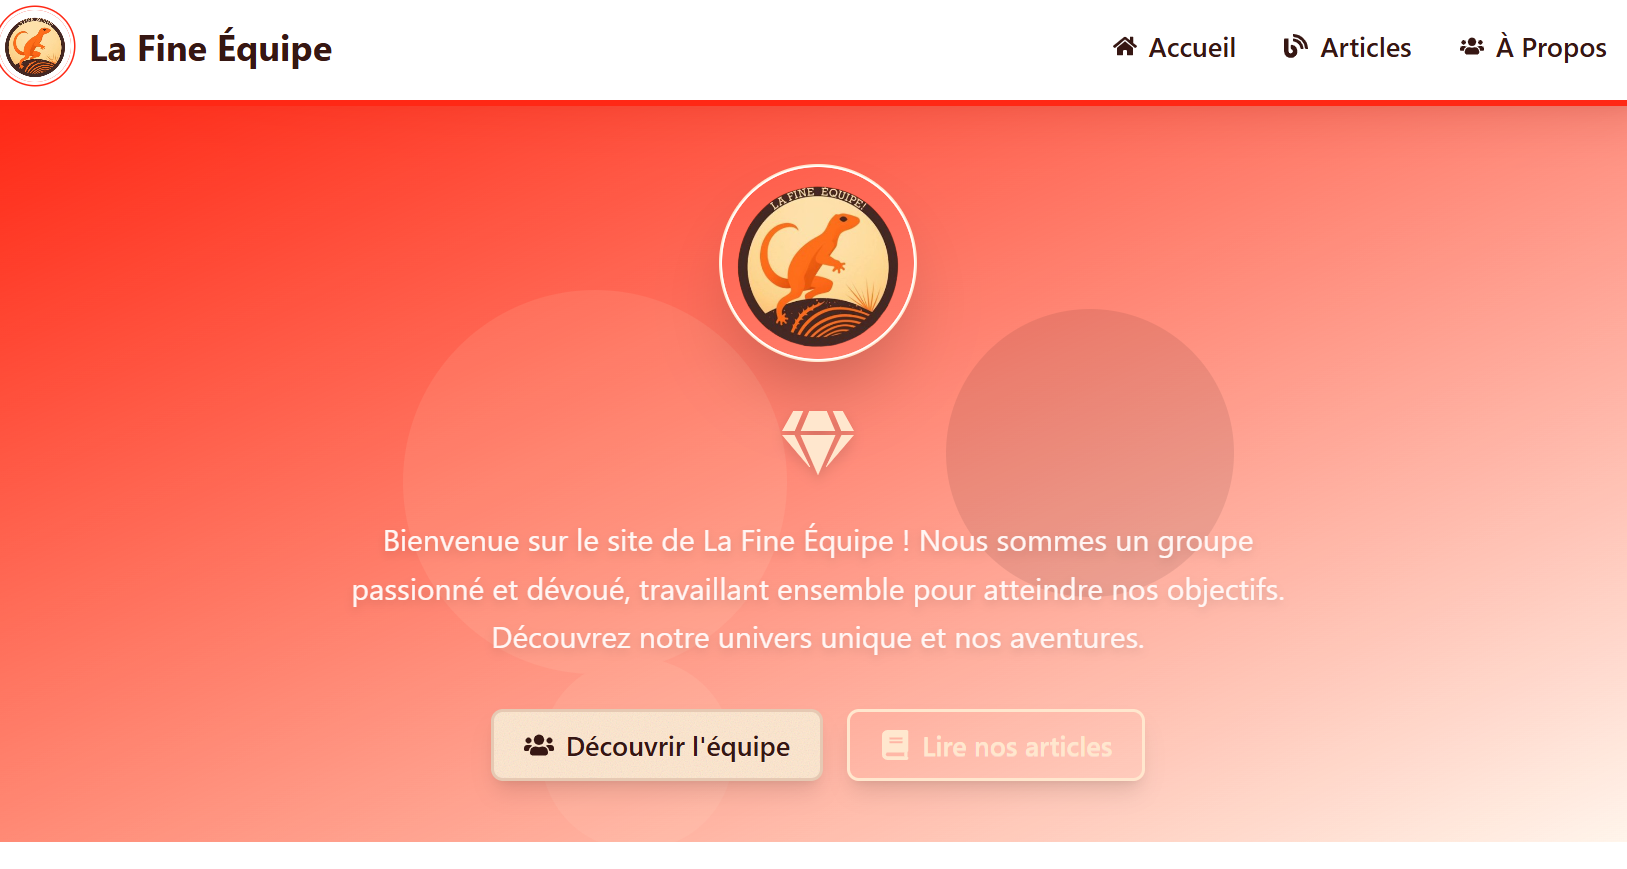 La Fine Équipe
Accueil
Articles
À Propos
LA FINE ÉQUIPE!
Bienvenue sur le site de La Fine Équipe ! Nous sommes un groupe
passionné et dévoué, travaillant ensemble pour atteindre nos objectifs.
Découvrez notre univers unique et nos aventures.
Découvrir l'équipe
Lire nos articles